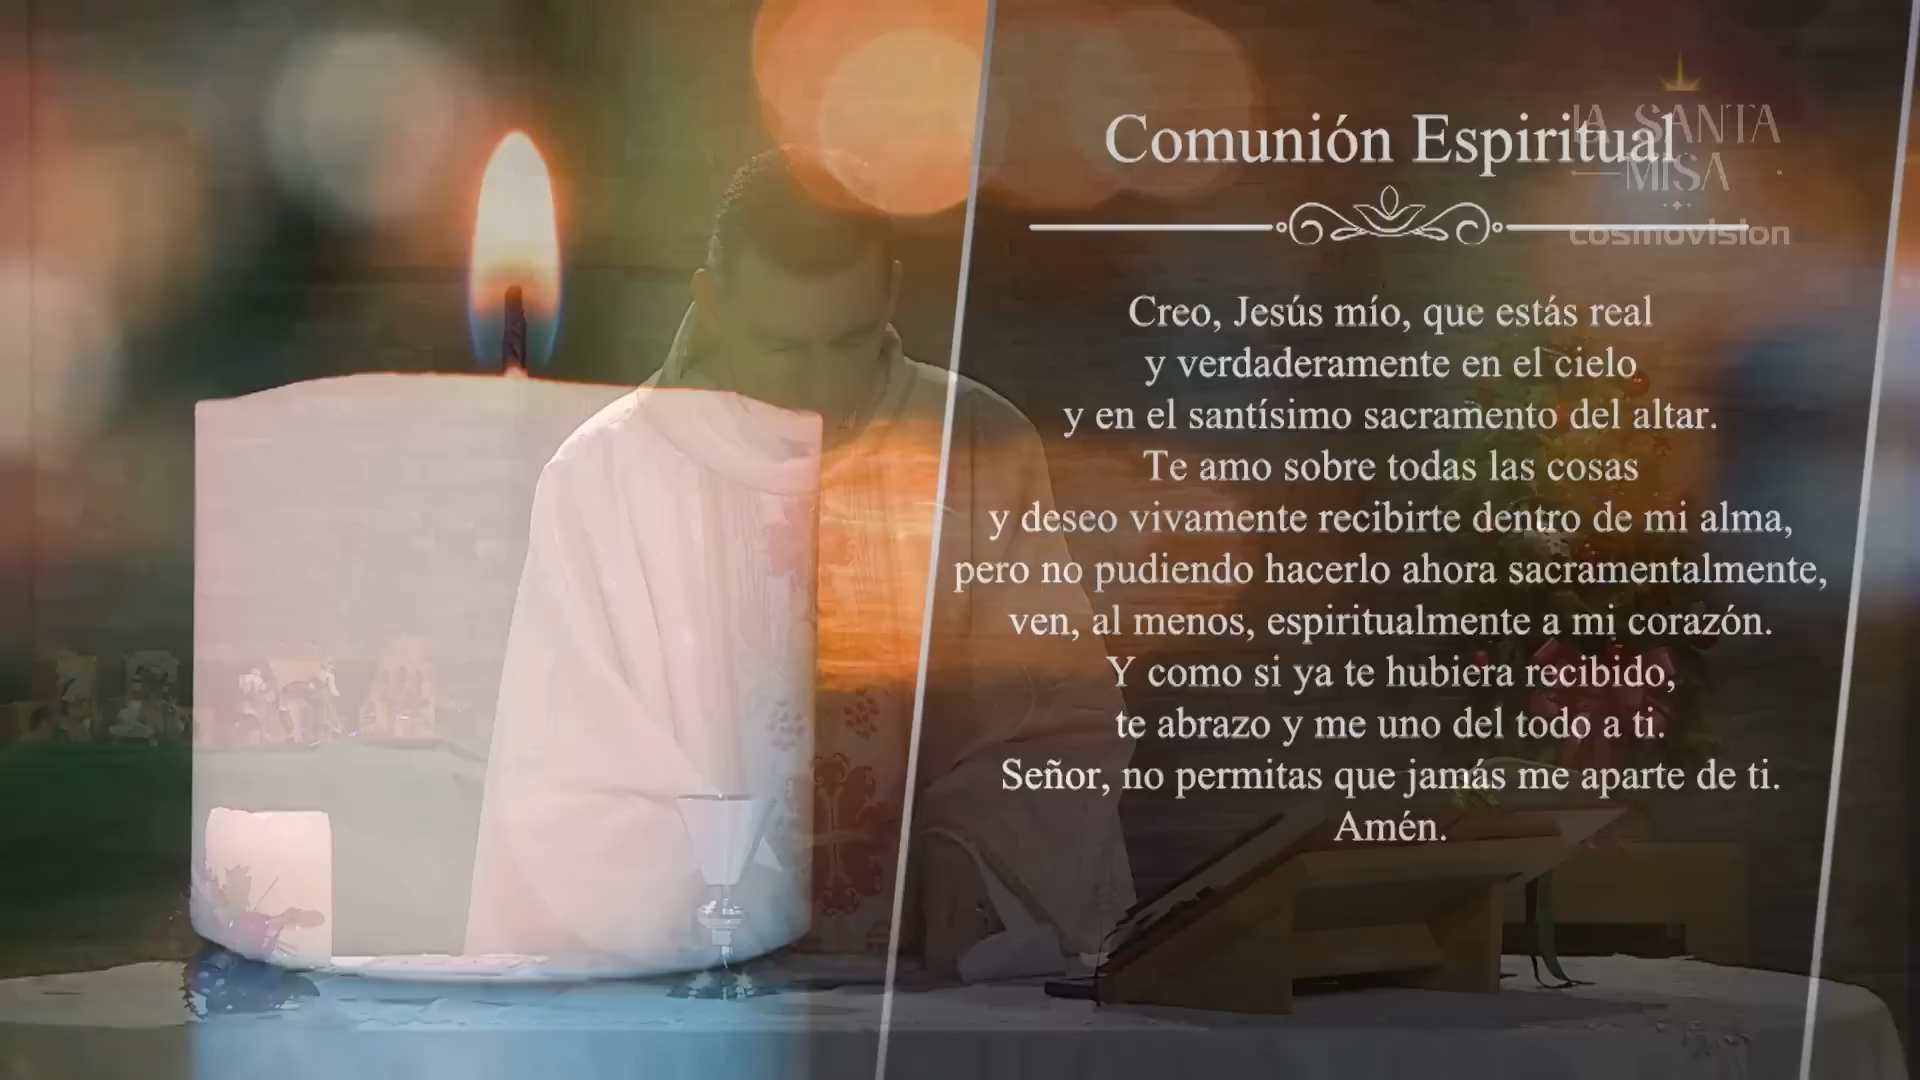 Comunión Espiritual
LA SANTA
MISA
cosmovision
Creo, Jesús mío, que estás real
y verdaderamente en el cielo
y en el santísimo sacramento del altar.
Te amo sobre todas las cosas
y deseo vivamente recibirte dentro de mi alma,
pero no pudiendo hacerlo ahora sacramentalmente,
ven, al menos, espiritualmente a mi corazón.
Y como si ya te hubiera recibido,
te abrazo y me uno del todo a ti.
Señor, no permitas que jamás me aparte de ti.
Amén.